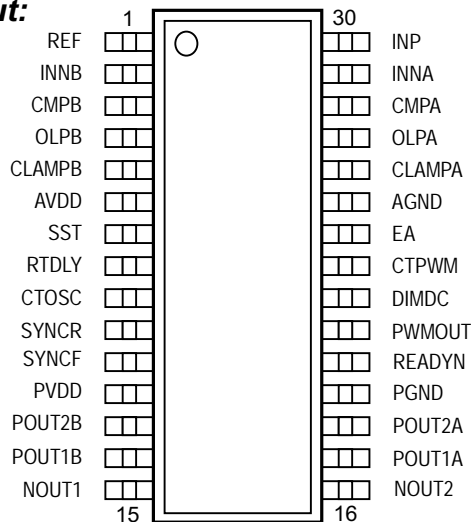 ut:
1 30
REF INP
INNB INNA
CMPB CMPA
OLPB OLPA
CLAMPB CLAMPA
AVDD AGND
SST EA
RTDLY CTPWM
CTOSC DIMDC
SYNCR PWMOUT
SYNCF READYN
PVDD PGND
POUT2B POUT2A
POUT1B POUT1A
NOUT1 NOUT2
15 16